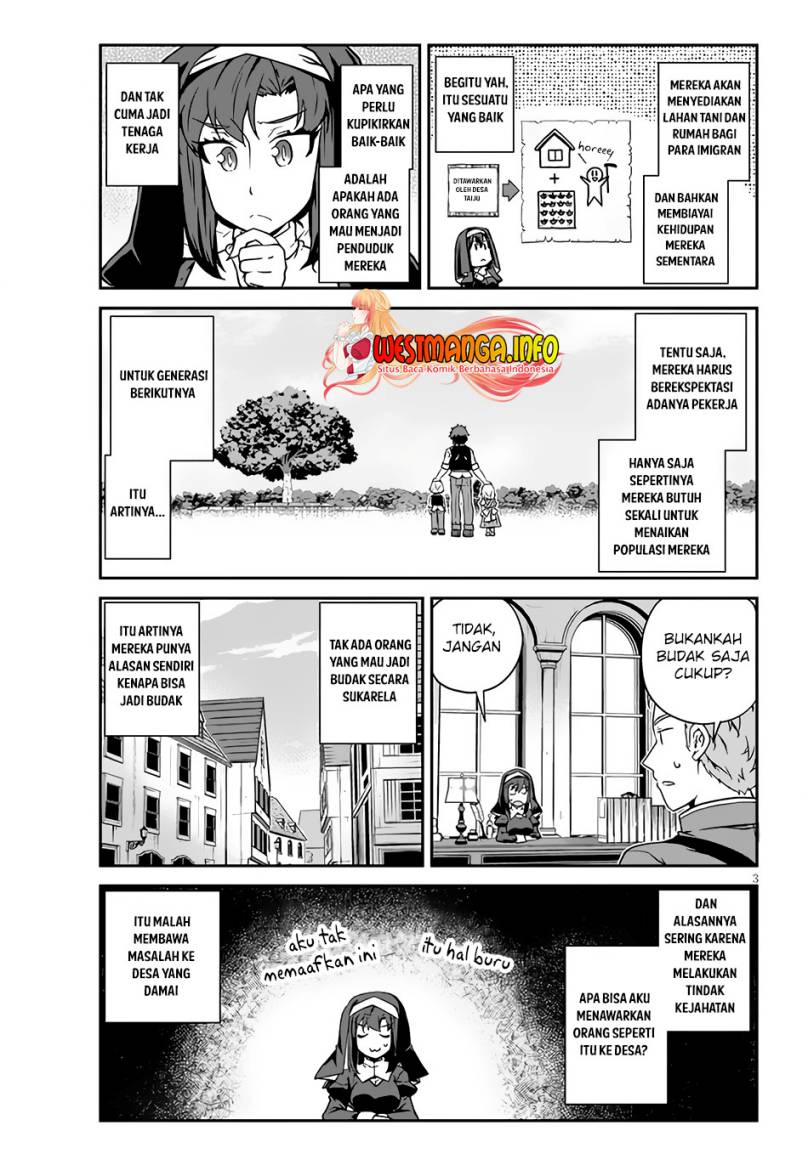 MEREKA AKAN
MENYEDIAKAN
LAHAN TANI DAN
RUMAH BAGI
PARA IMIGRAN
DAN BAHKAN
MEMBIAYAI
KEHIDUPAN
MEREKA
SEMENTARA
BEGITU YAH,
ITU SESUATU
YANG BAIK
horeee
+
DITAWARKAN
OLEH DESA
TAIJU
APA YANG
PERLU
KUPIKIRKAN
BAIK-BAIK
ADALAH
APAKAH ADA
ORANG YANG
MAU MENJADI
PENDUDUK
MEREKA
DAN TAK
CUMA JADI
TENAGA
KERJA
TENTU SAJA,
MEREKA HARUS
BEREKSPEKTASI
ADANYA PEKERJA
HANYA SAJA
SEPERTINYA
MEREKA BUTUH
SEKALI UNTUK
MENAIKAN
POPULASI MEREKA
WESTMANGA.INFO
Situs Baca Komik Berbahasa Indonesia
UNTUK GENERASI
BERIKUTNYA
ITU
ARTINYA...
BUKANKAH
BUDAK SAJA
CUKUP?
TIDAK,
JANGAN
TAK ADA ORANG
YANG MAU JADI
BUDAK SECARA
SUKARELA
ITU ARTINYA
MEREKA PUNYA
ALASAN SENDIRI
KENAPA BISA
JADI BUDAK
3
DAN
ALASANNYA
SERING KARENA
MEREKA
MELAKUKAN
TINDAK
KEJAHATAN
APA BISA AKU
MENAWARKAN
ORANG SEPERTI
ITU KE DESA?
itu hal buru
aku tak
memaafkan ini
ITU MALAH
MEMBAWA
MASALAH KE
DESA YANG
DAMAI